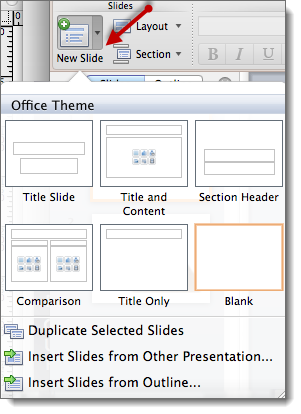 Slides
Layout
New Slide
Section
B I U
Office Theme
Title Slide
Title and
Content
Section Header
Comparison
Title Only
Blank
Duplicate Selected Slides
Insert Slides from Other Presentation...
Insert Slides from Outline...